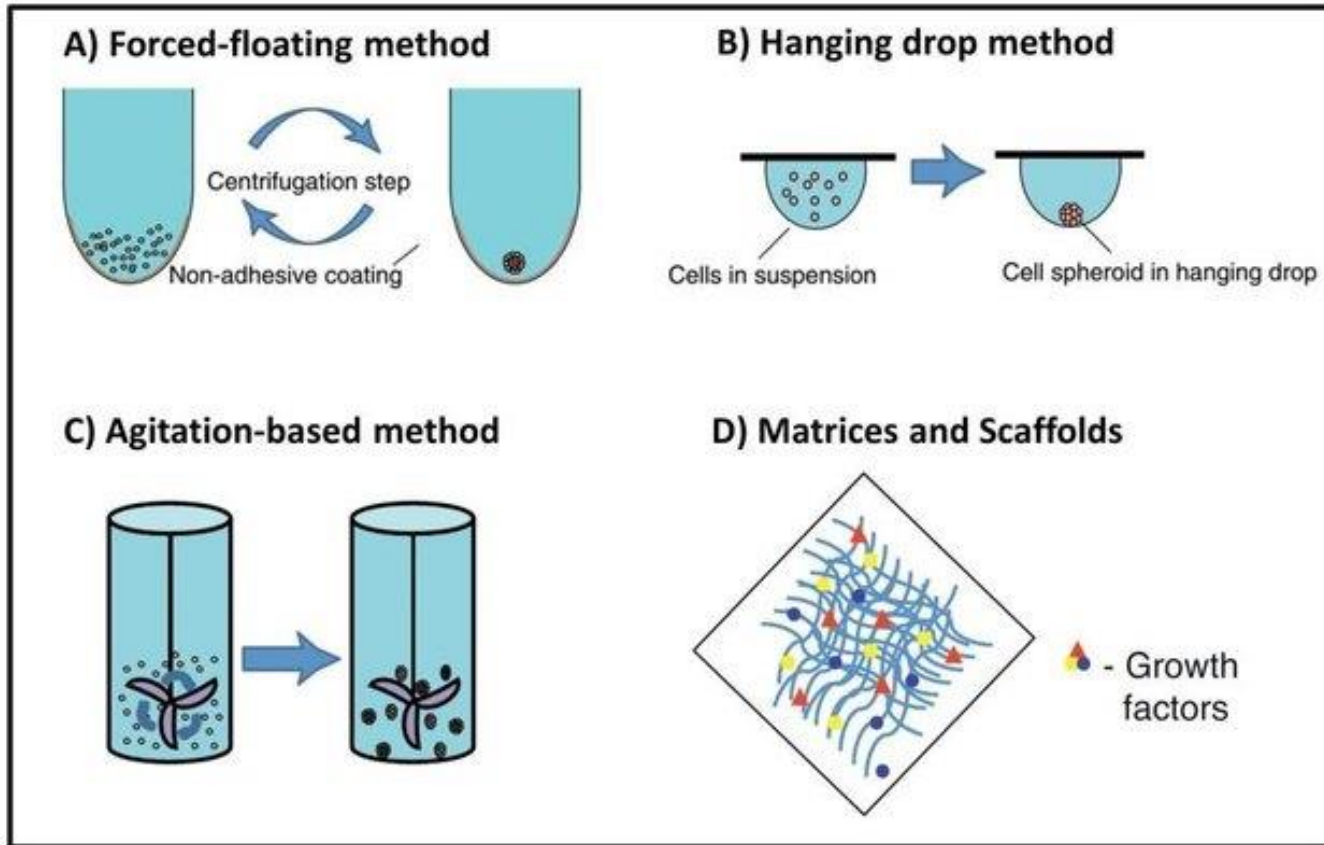 A) Forced-floating method
Centrifugation step
Non-adhesive coating
B) Hanging drop method
Cells in suspension
Cell spheroid in hanging drop
C) Agitation-based method
D) Matrices and Scaffolds
- Growth
factors